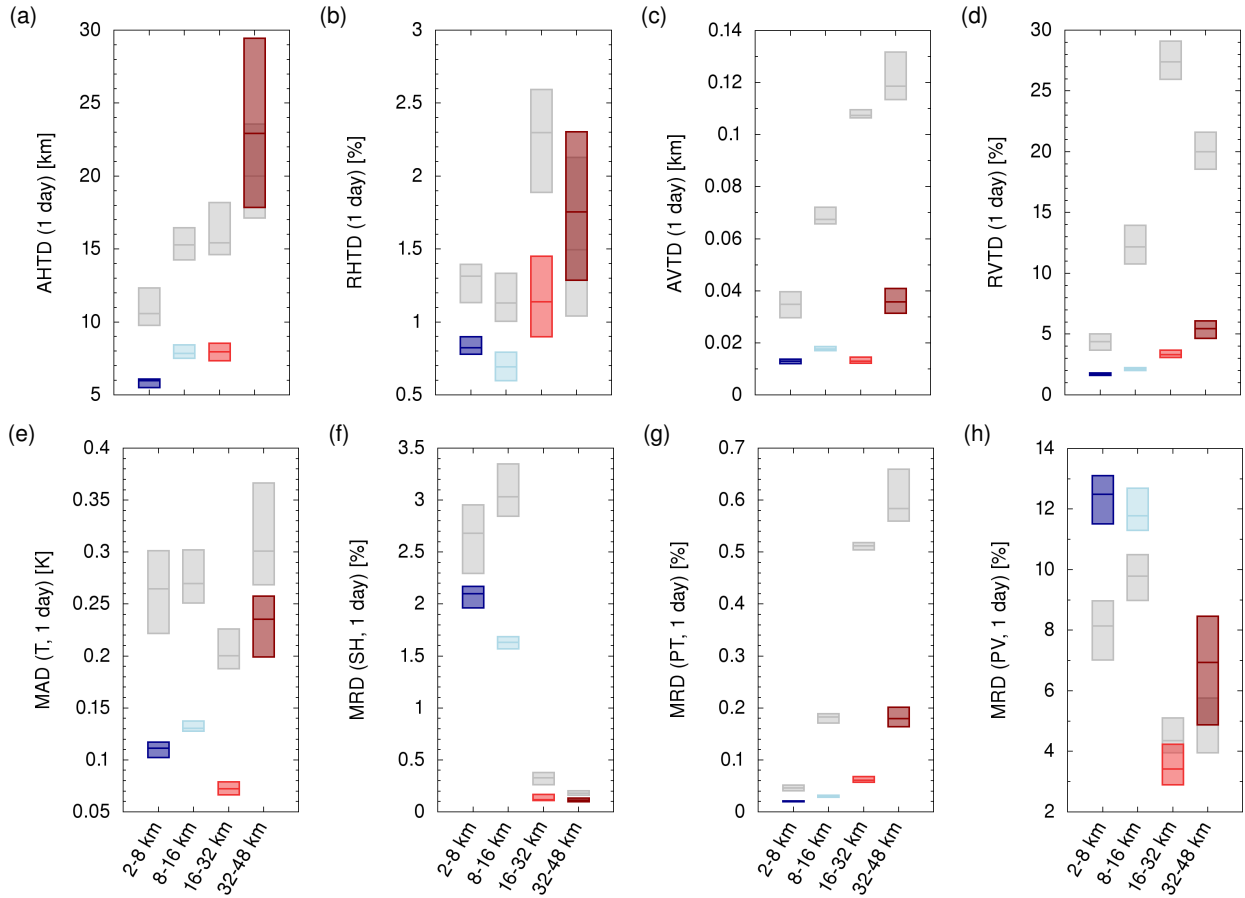 (a)
AHTD (1 day) [km]
30
25
20
15
10
5
(b)
RHTD (1 day) [%]
3
2.5
2
1.5
1
0.5
(c)
AVTD (1 day) [km]
0.14
0.12
0.1
0.08
0.06
0.04
0.02
0
(d)
RVTD (1 day) [%]
30
25
20
15
10
5
0
(e)
MAD (T, 1 day) [K]
0.4
0.35
0.3
0.25
0.2
0.15
0.1
0.05
2-8 km
8-16 km
16-32 km
32-48 km
(f)
MRD (SH, 1 day) [%]
3.5
3
2.5
2
1.5
1
0.5
0
2-8 km
8-16 km
16-32 km
32-48 km
(g)
MRD (PT, 1 day) [%]
0.7
0.6
0.5
0.4
0.3
0.2
0.1
0
2-8 km
8-16 km
16-32 km
32-48 km
(h)
MRD (PV, 1 day) [%]
14
12
10
8
6
4
2
2-8 km
8-16 km
16-32 km
32-48 km